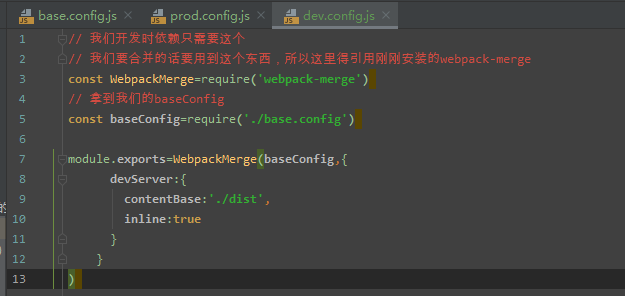 base.config.js × prod.config.js × dev.config.js ×
1 // 我们开发时依赖只需要这个
2 // 我们要合并的话要用到这个东西，所以这里得引用刚刚安装的webpack-merge
3 const WebpackMerge=require('webpack-merge')
4 // 拿到我们的baseConfig
5 const baseConfig=require('./base.config')
6
7 module.exports=WebpackMerge(baseConfig,{
8 devServer:{
9 contentBase:'./dist',
10 inline:true
11 }
12 }
13 )